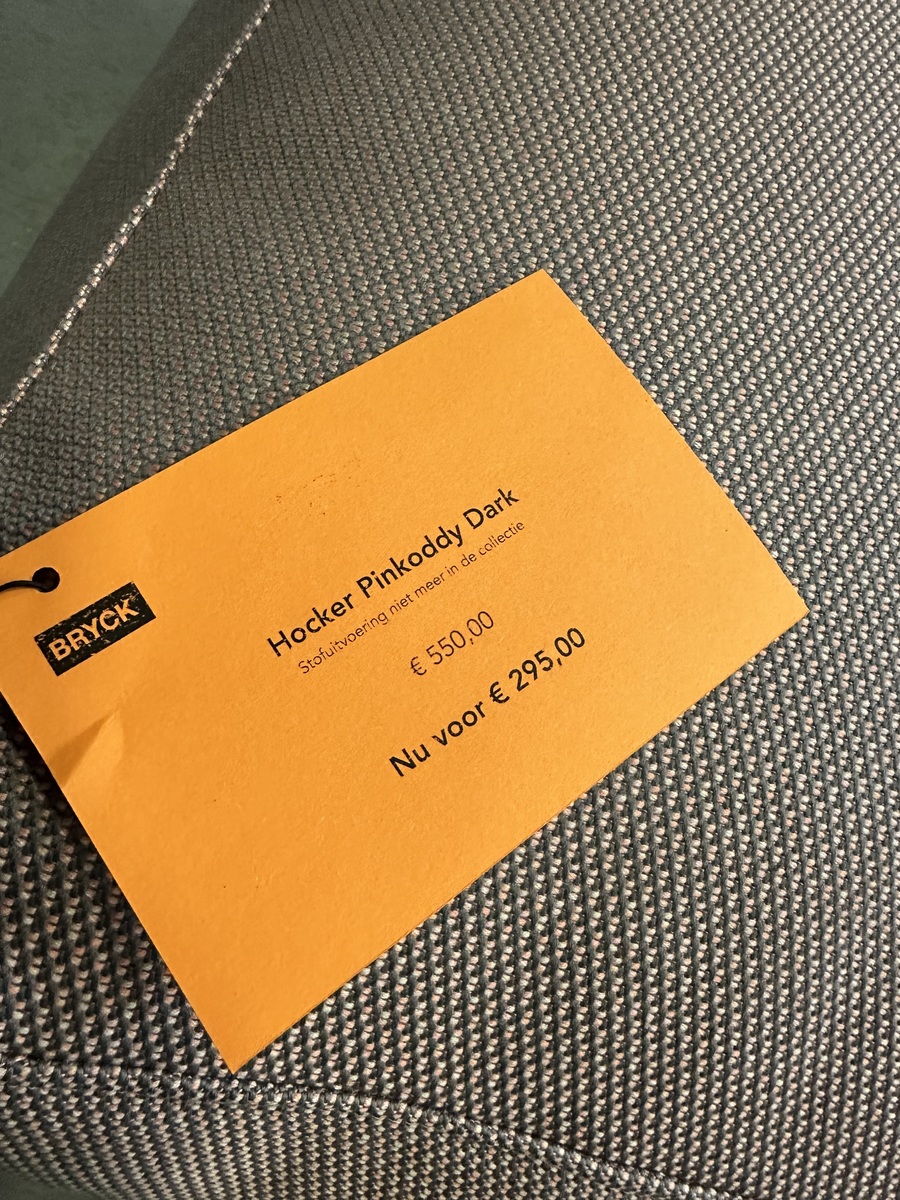 BRYCK
Hocker Pinkoddy Dark
Stofuitvoering niet meer in de collectie
€ 550,00
Nu voor € 295,00